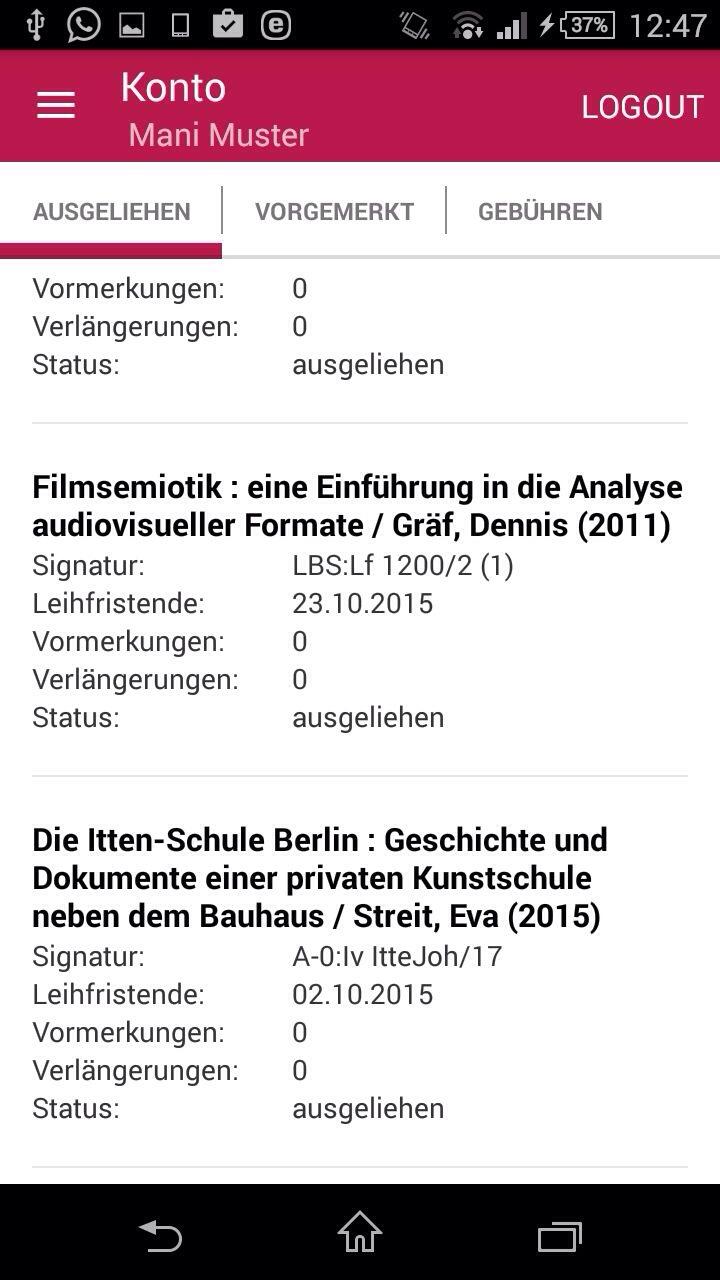 37% 12:47
Konto
Mani Muster
LOGOUT
AUSGELIEHEN VORGEMERKT GEBÜHREN
Vormerkungen: 0
Verlängerungen: 0
Status: ausgeliehen
Filmsemiotik : eine Einführung in die Analyse
audiovisueller Formate / Gräf, Dennis (2011)
Signatur: LBS:Lf 1200/2 (1)
Leihfristende: 23.10.2015
Vormerkungen: 0
Verlängerungen: 0
Status: ausgeliehen
Die Itten-Schule Berlin : Geschichte und
Dokumente einer privaten Kunstschule
neben dem Bauhaus / Streit, Eva (2015)
Signatur: A-0:Iv ItteJoh/17
Leihfristende: 02.10.2015
Vormerkungen: 0
Verlängerungen: 0
Status: ausgeliehen